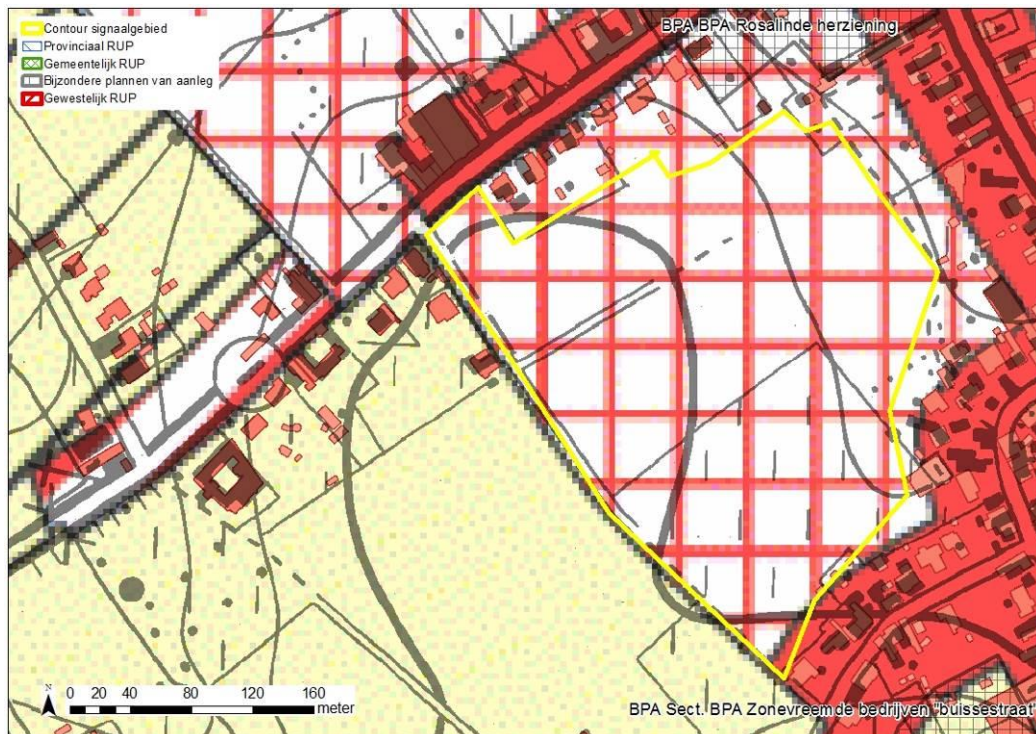 Contour signaalgebied
Provinciaal RUP
Gemeentelijk RUP
Bijzondere plannen van aanleg
Gewestelijk RUP
BPA BPA Rosalinde herziening
N
0 20 40 80 120 160
meter
BPA Sect. BPA Zonevreemde bedrijven "buissestraat"